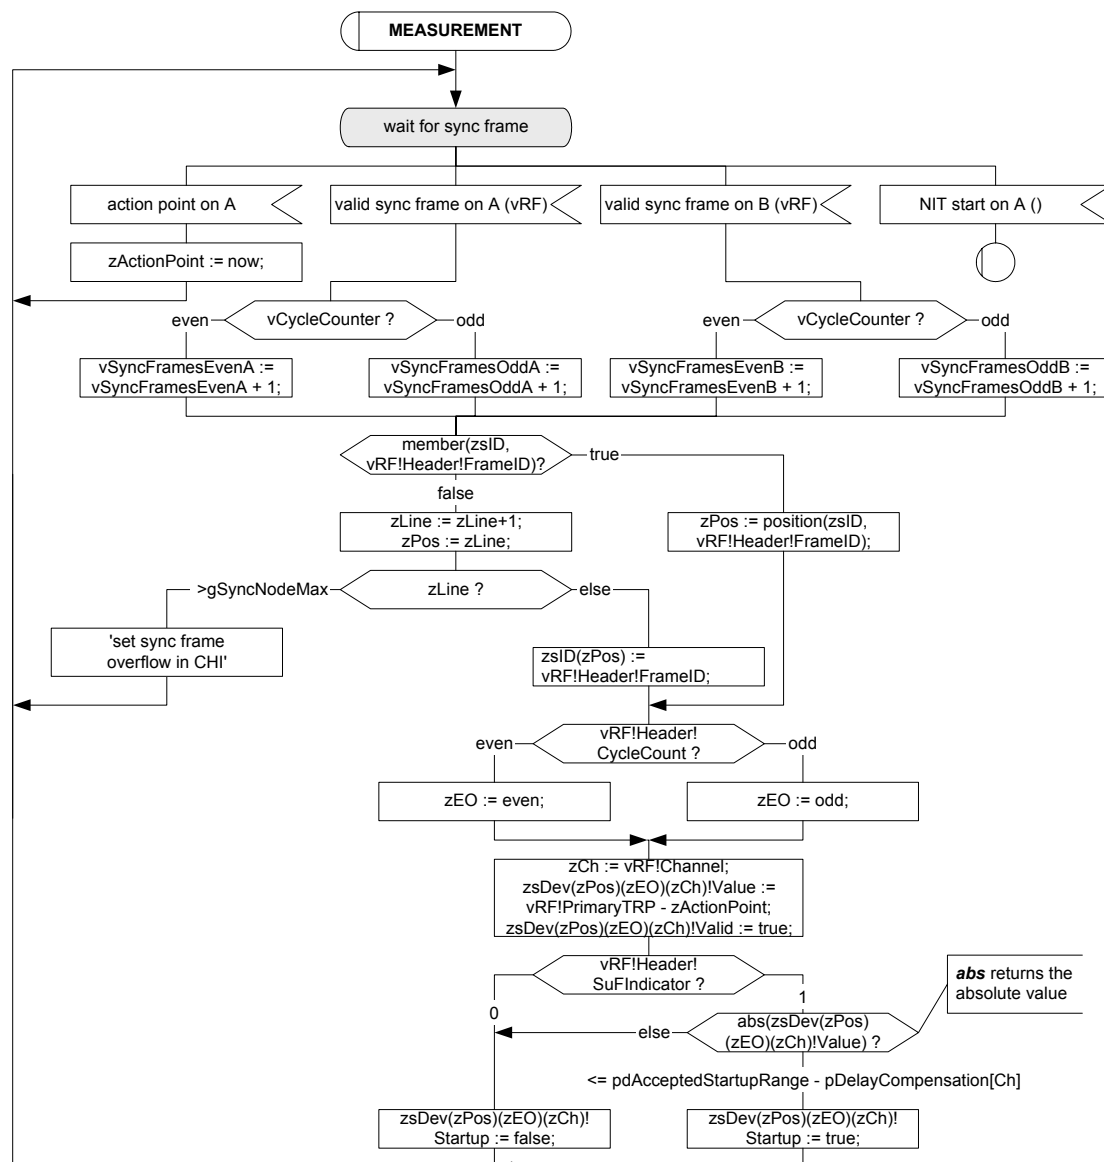 MEASUREMENT
wait for sync frame
action point on A
valid sync frame on A (vRF)
valid sync frame on B (vRF)
NIT start on A ()
zActionPoint := now;
even
vCycleCounter ?
odd
even
vCycleCounter ?
odd
vSyncFramesEvenA :=
vSyncFramesEvenA + 1;
vSyncFramesOddA :=
vSyncFramesOddA + 1;
vSyncFramesEvenB :=
vSyncFramesEvenB + 1;
vSyncFramesOddB :=
vSyncFramesOddB + 1;
member(zsID,
vRF!Header!FrameID)?
true
false
zLine := zLine+1;
zPos := zLine;
zPos := position(zsID,
vRF!Header!FrameID);
>gSyncNodeMax
zLine ?
else
'set sync frame
overflow in CHI'
zsID(zPos) :=
vRF!Header!FrameID;
even
vRF!Header!
CycleCount ?
odd
zEO := even;
zEO := odd;
zCh := vRF!Channel;
zsDev(zPos)(zEO)(zCh)!Value :=
vRF!PrimaryTRP - zActionPoint;
zsDev(zPos)(zEO)(zCh)!Valid := true;
vRF!Header!
SuFIndicator ?
abs returns the
absolute value
0
1
else
abs(zsDev(zPos)
(zEO)(zCh)!Value) ?
<= pdAcceptedStartupRange - pDelayCompensation[Ch]
zsDev(zPos)(zEO)(zCh)!
Startup := false;
zsDev(zPos)(zEO)(zCh)!
Startup := true;